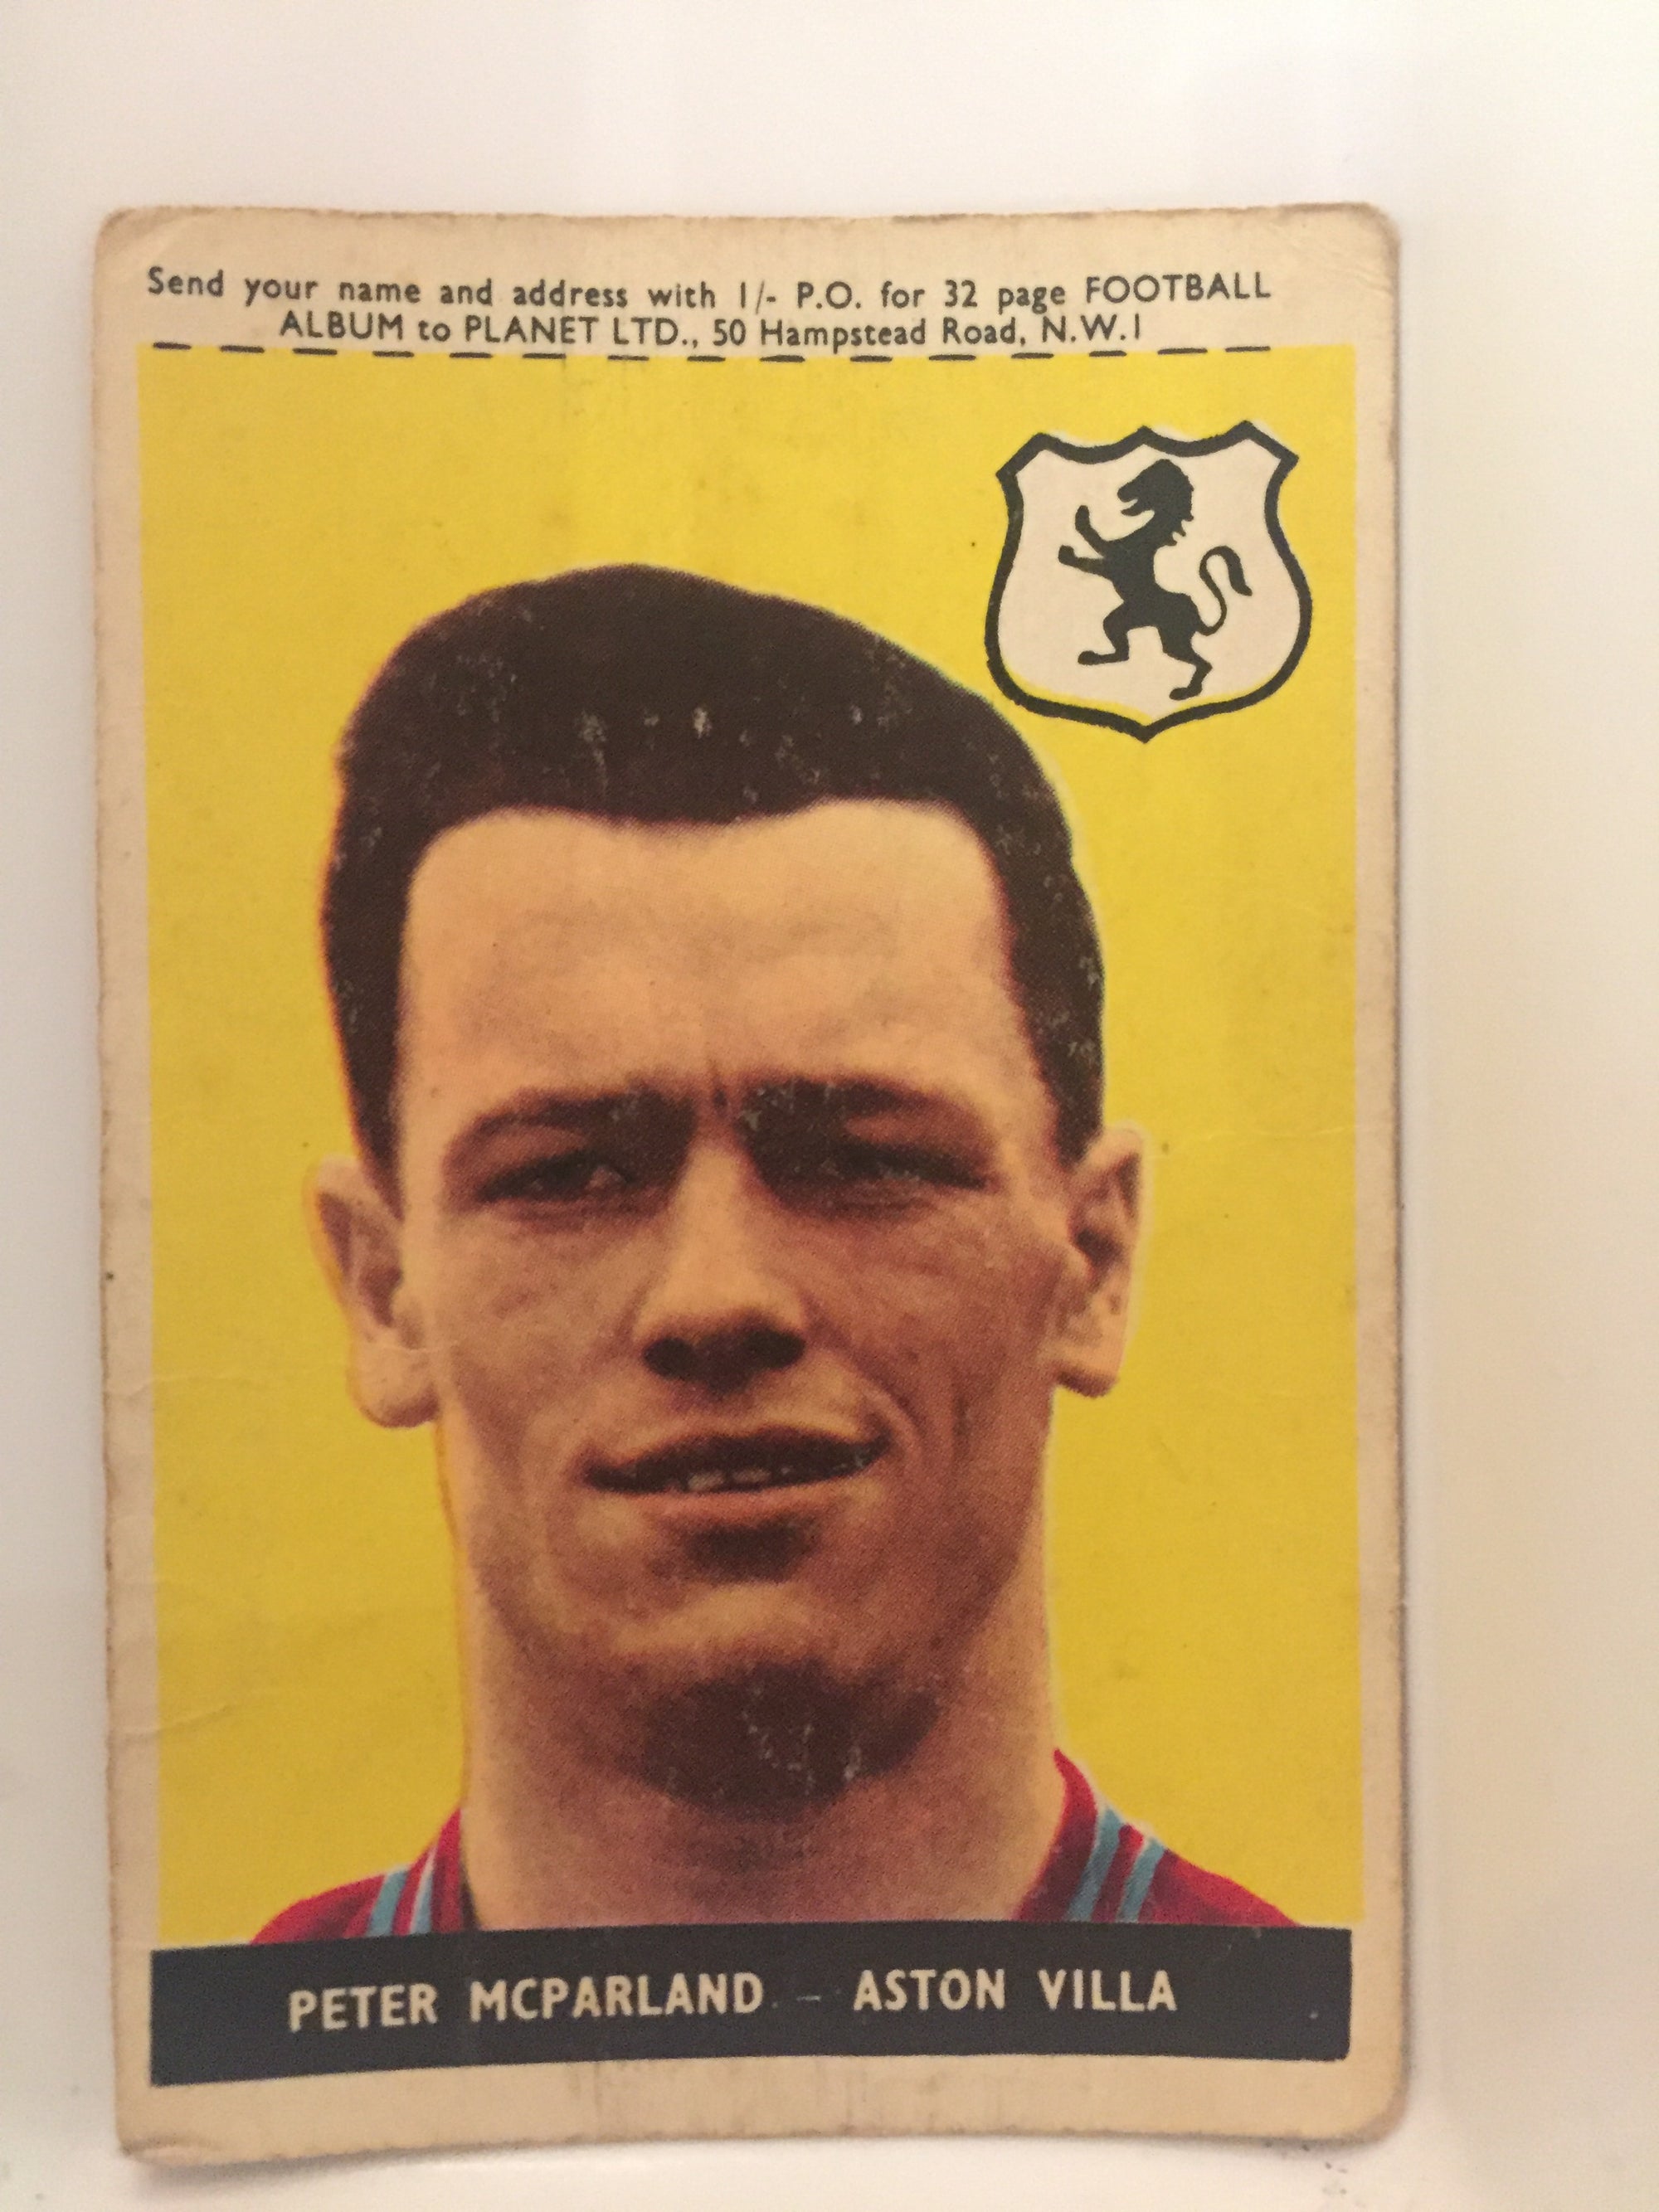 Send your name and address with 1/- P.O. for 32 page FOOTBALL
ALBUM to PLANET LTD., 50 Hampstead Road, N.W.1
PETER MCPARLAND - ASTON VILLA